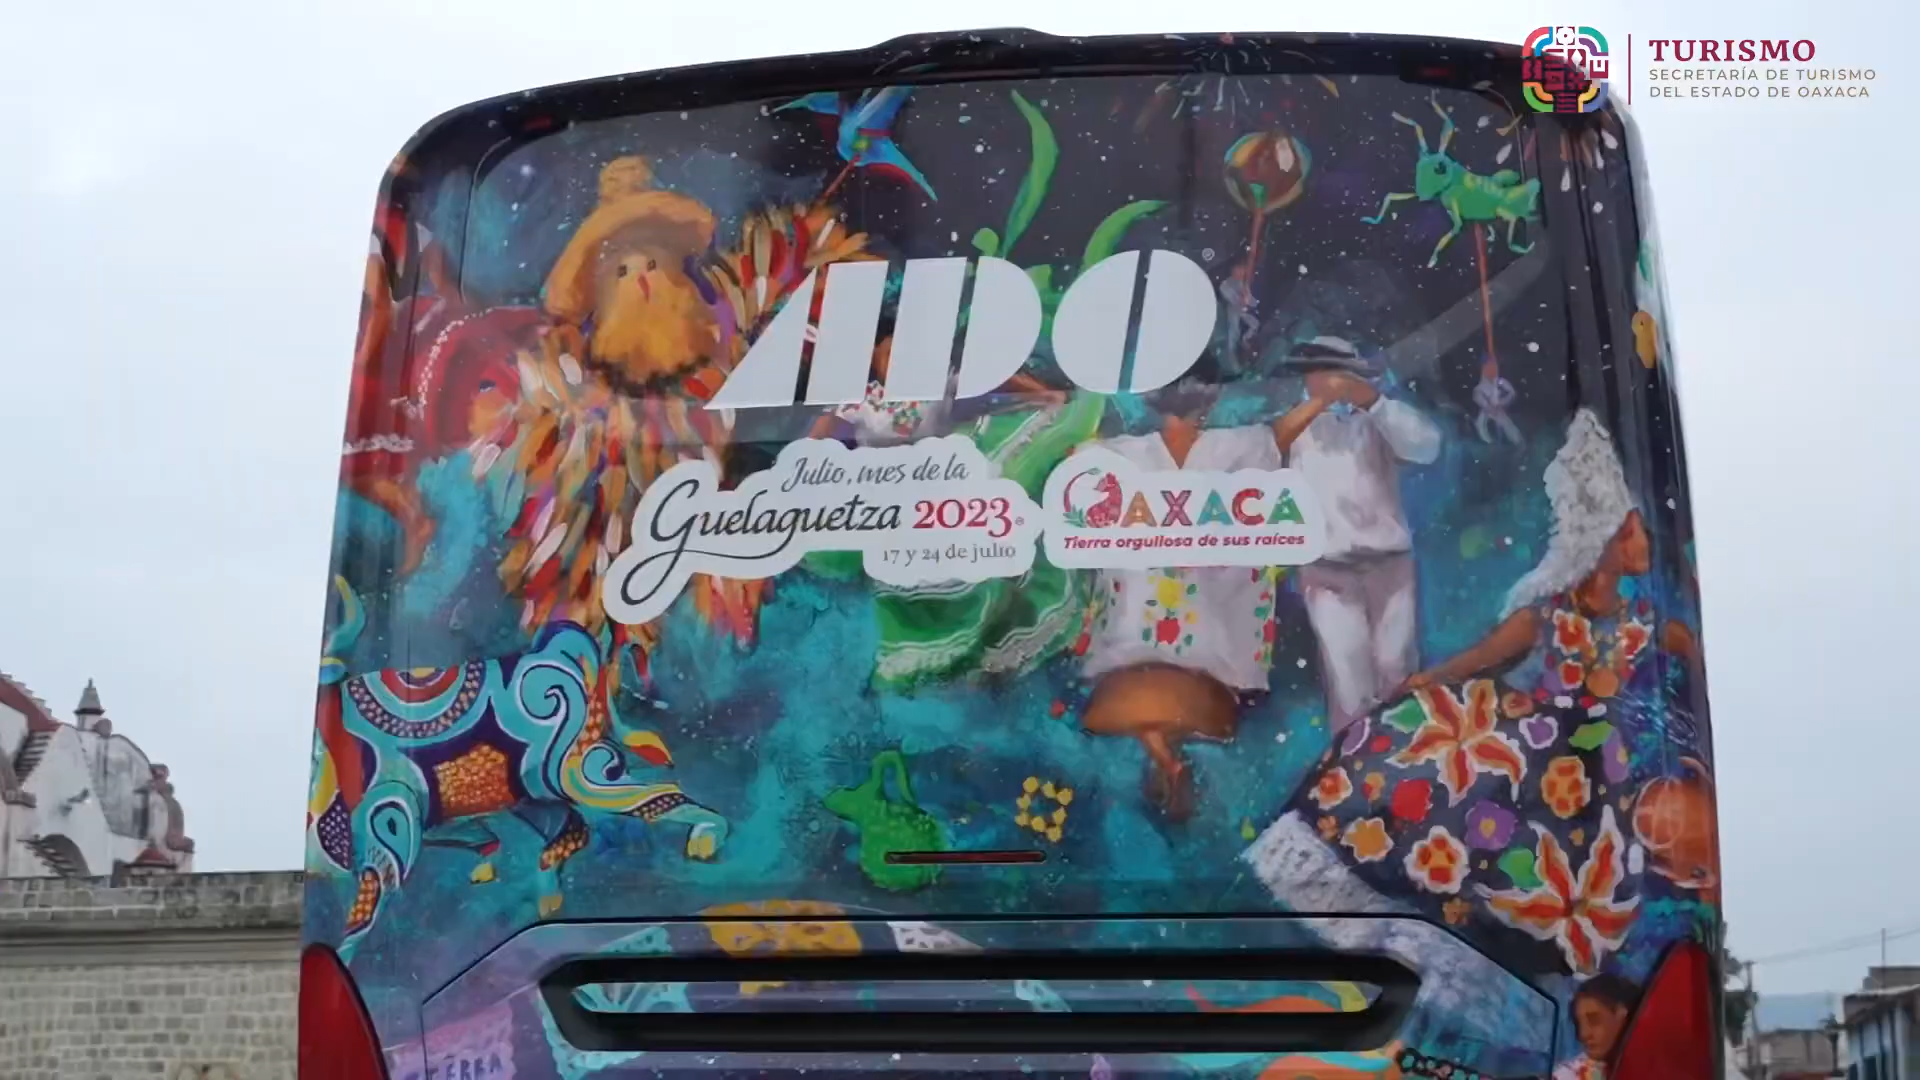 TURISMO
SECRETARÍA DE TURISMO
DEL ESTADO DE OAXACA
ADO
Julio, mes de la
Guelaguetza 2023
17 y 24 de julio
OAXACA
Tierra orgullosa de sus raíces